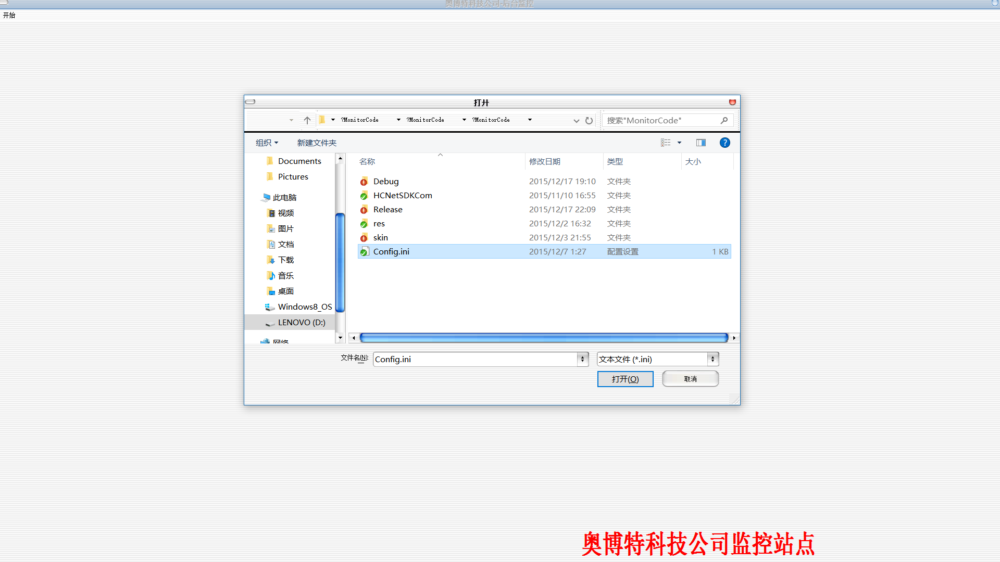 奥博特科技公司-后台监控
开始
打开
?MonitorCode ?MonitorCode ?MonitorCode
搜索"MonitorCode"
组织 新建文件夹
名称 修改日期 类型 大小
Documents
Pictures
此电脑
视频
图片
文档
下载
音乐
桌面
Windows8_OS
LENOVO (D:)
网络
Debug 2015/12/17 19:10 文件夹
HCNetSDKCom 2015/11/10 16:55 文件夹
Release 2015/12/17 22:09 文件夹
res 2015/12/2 16:32 文件夹
skin 2015/12/3 21:55 文件夹
Config.ini 2015/12/7 1:27 配置设置 1 KB
文件名(N): Config.ini 文本文件 (*.ini)
打开(O) 取消
奥博特科技公司监控站点